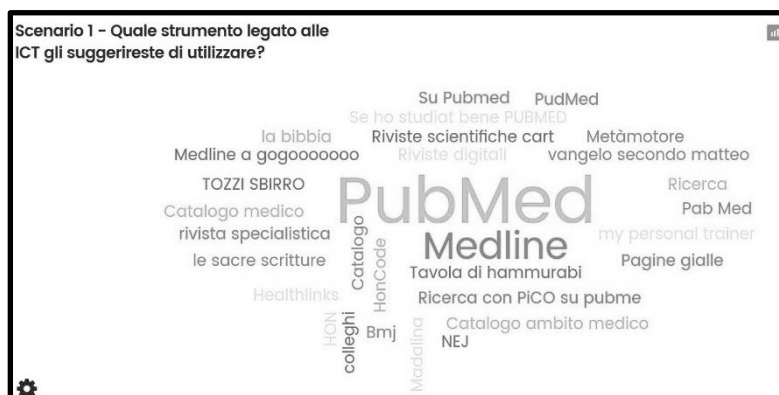 Scenario 1 - Quale strumento legato alle
ICT gli suggerireste di utilizzare?
Su Pubmed PudMed
Se ho studiat bene PUBMED
la bibbia Riviste scientifiche cart Metàmotore
Medline a gogooooooo Riviste digitali vangelo secondo matteo
TOZZI SBIRRO PubMed Ricerca
Catalogo medico Pab Med
rivista specialistica Catalogo HonCode Medline my personal trainer
le sacre scritture Tavola di hammurabi Pagine gialle
Healthlinks Ricerca con PiCO su pubme
HON colleghi Bmj Madalina Catalogo ambito medico
NEJ